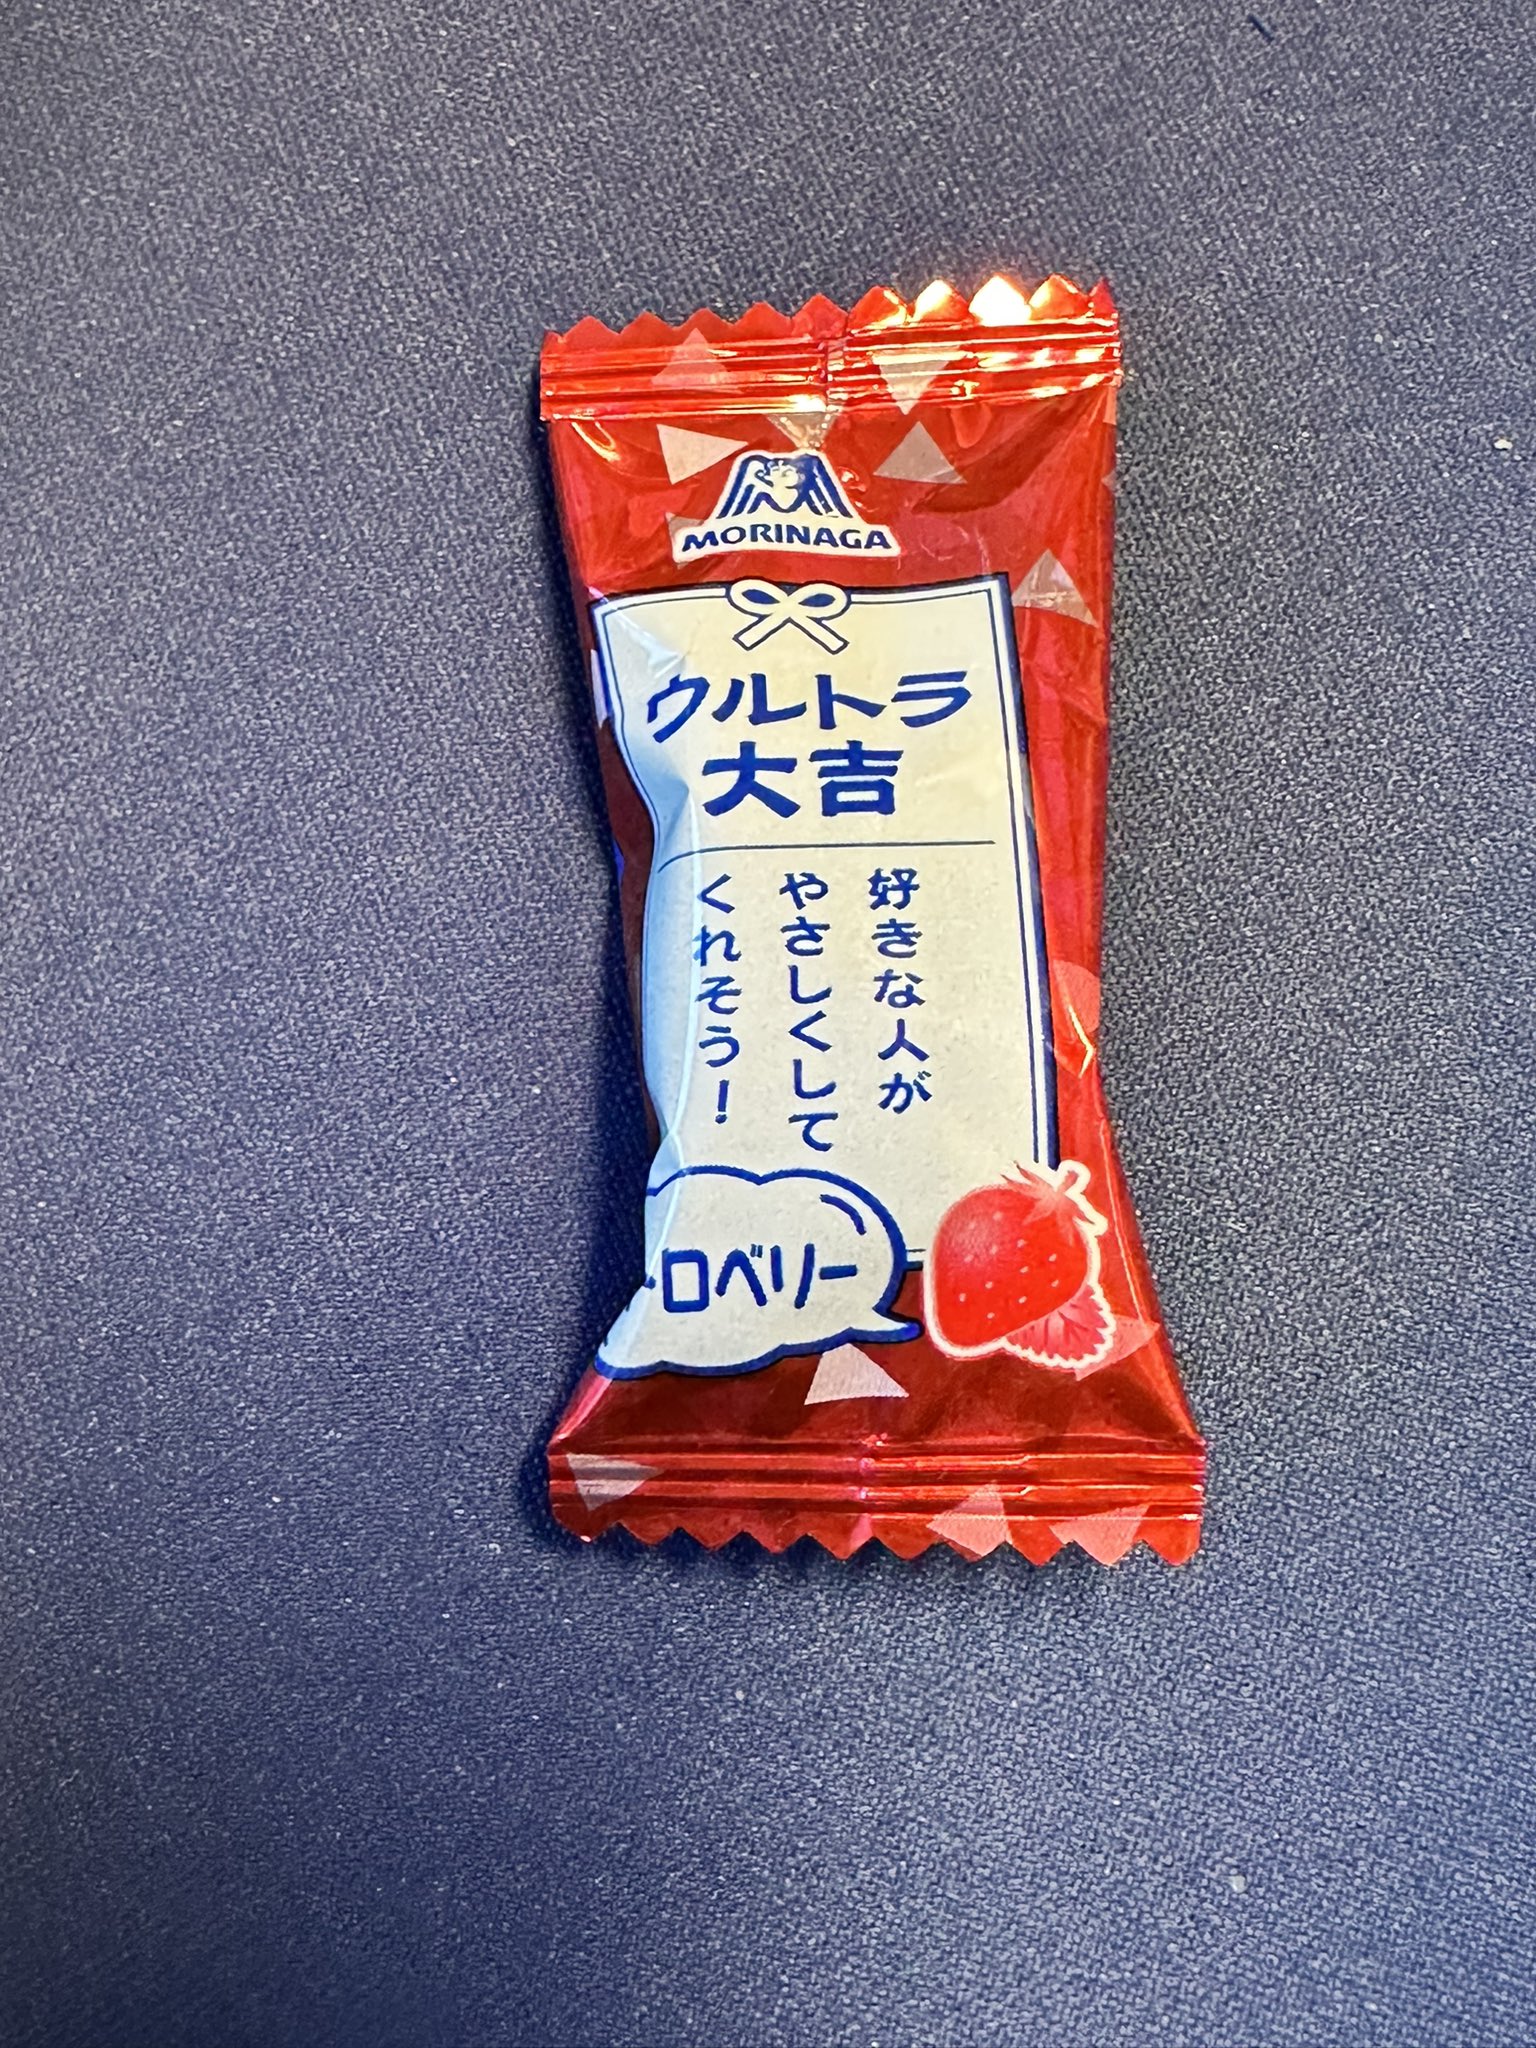 MORINAGA
ウルトラ
大吉
好きな人が
やさしくして
くれそう!
ロベリー